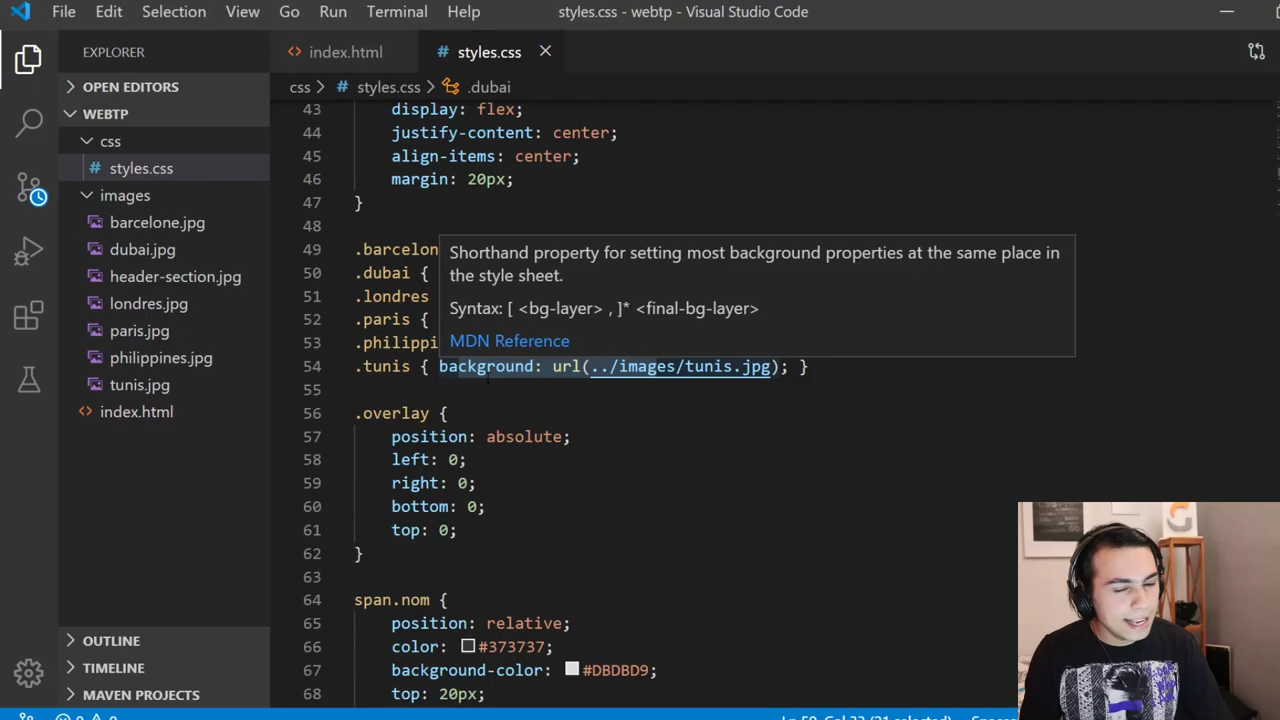 File Edit Selection View Go Run Terminal Help styles.css - webtp - Visual Studio Code
EXPLORER
<> index.html
# styles.css
OPEN EDITORS
css > # styles.css > .dubai
WEBTP
css
# styles.css
images
barcelone.jpg
dubai.jpg
header-section.jpg
londres.jpg
paris.jpg
philippines.jpg
tunis.jpg
<> index.html
OUTLINE
TIMELINE
MAVEN PROJECTS
43 display: flex;
44 justify-content: center;
45 align-items: center;
46 margin: 20px;
47 }
48
49 .barcelon
50 .dubai {
51 .londres
52 .paris {
53 .philippi
Shorthand property for setting most background properties at the same place in
the style sheet.
Syntax: [ <bg-layer> , ]* <final-bg-layer>
MDN Reference
54 .tunis { background: url(../images/tunis.jpg); }
55
56 .overlay {
57 position: absolute;
58 left: 0;
59 right: 0;
60 bottom: 0;
61 top: 0;
62 }
63
64 span.nom {
65 position: relative;
66 color: #373737;
67 background-color: #DBDBD9;
68 top: 20px;